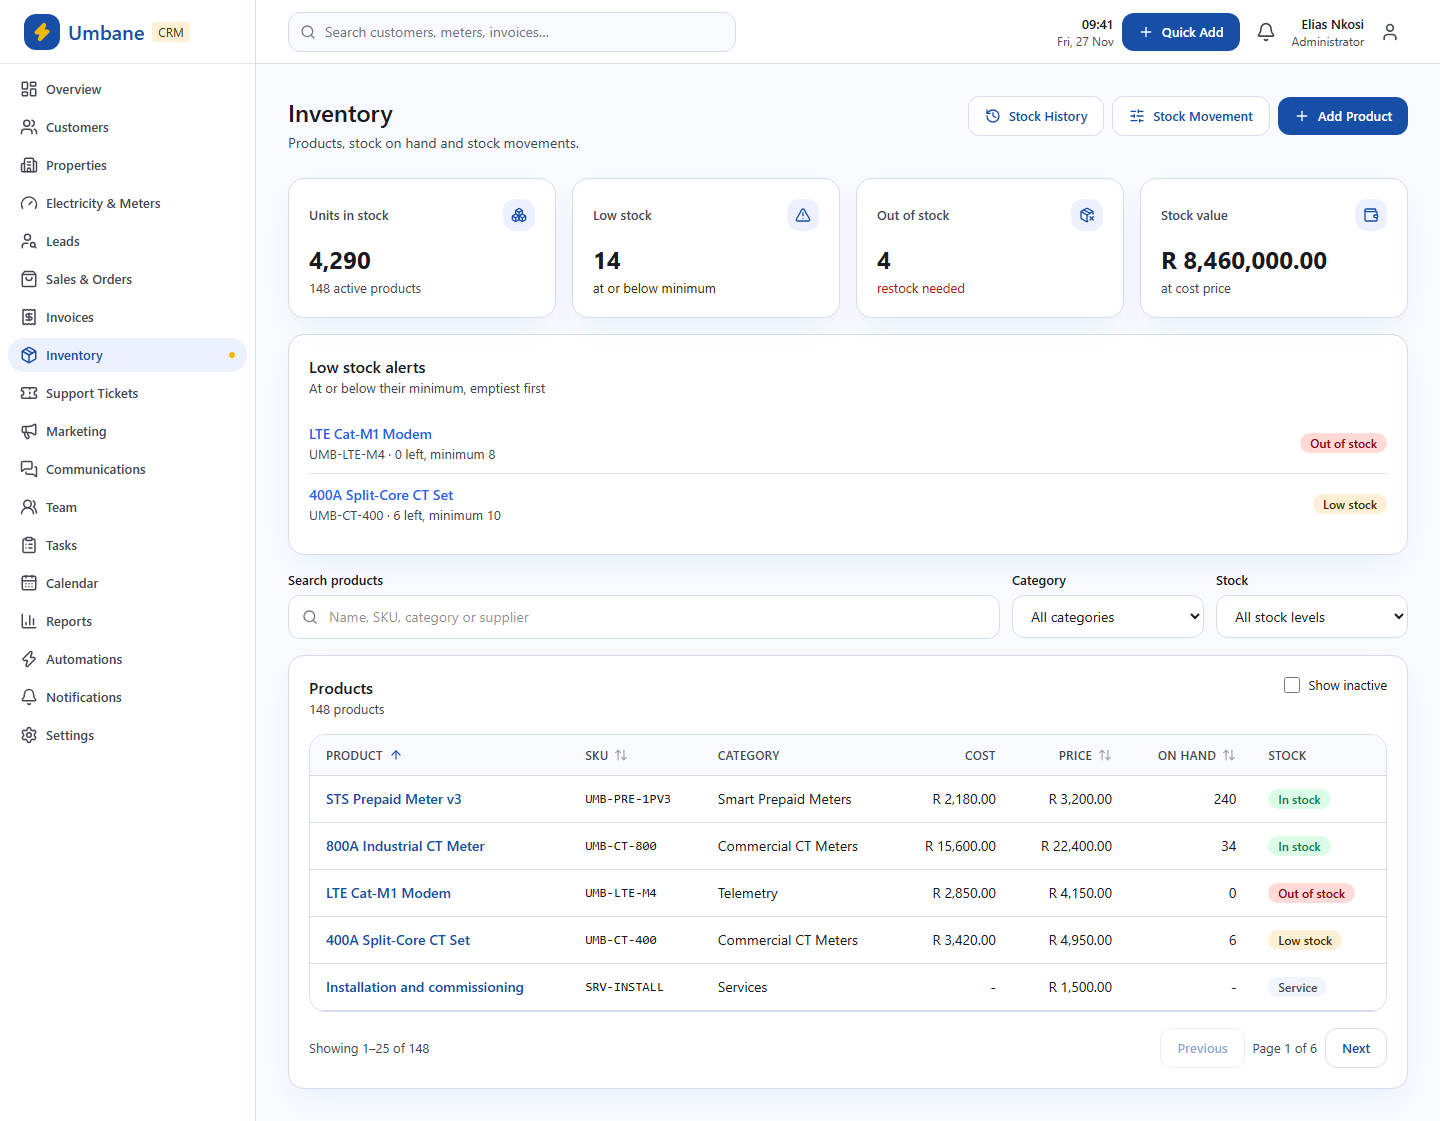 Umbane CRM
Search customers, meters, invoices...
09:41
Fri, 27 Nov
Quick Add
Elias Nkosi
Administrator
Overview
Customers
Properties
Electricity & Meters
Leads
Sales & Orders
Invoices
Inventory
Support Tickets
Marketing
Communications
Team
Tasks
Calendar
Reports
Automations
Notifications
Settings
Inventory
Products, stock on hand and stock movements.
Stock History
Stock Movement
Add Product
Units in stock
4,290
148 active products
Low stock
14
at or below minimum
Out of stock
4
restock needed
Stock value
R 8,460,000.00
at cost price
Low stock alerts
At or below their minimum, emptiest first
LTE Cat-M1 Modem
UMB-LTE-M4 · 0 left, minimum 8
Out of stock
400A Split-Core CT Set
UMB-CT-400 · 6 left, minimum 10
Low stock
Search products
Name, SKU, category or supplier
Category
All categories
Stock
All stock levels
Products
148 products
Show inactive
PRODUCT SKU CATEGORY COST PRICE ON HAND STOCK
STS Prepaid Meter v3 UMB-PRE-1PV3 Smart Prepaid Meters R 2,180.00 R 3,200.00 240 In stock
800A Industrial CT Meter UMB-CT-800 Commercial CT Meters R 15,600.00 R 22,400.00 34 In stock
LTE Cat-M1 Modem UMB-LTE-M4 Telemetry R 2,850.00 R 4,150.00 0 Out of stock
400A Split-Core CT Set UMB-CT-400 Commercial CT Meters R 3,420.00 R 4,950.00 6 Low stock
Installation and commissioning SRV-INSTALL Services - R 1,500.00 - Service
Showing 1–25 of 148
Previous
Page 1 of 6
Next